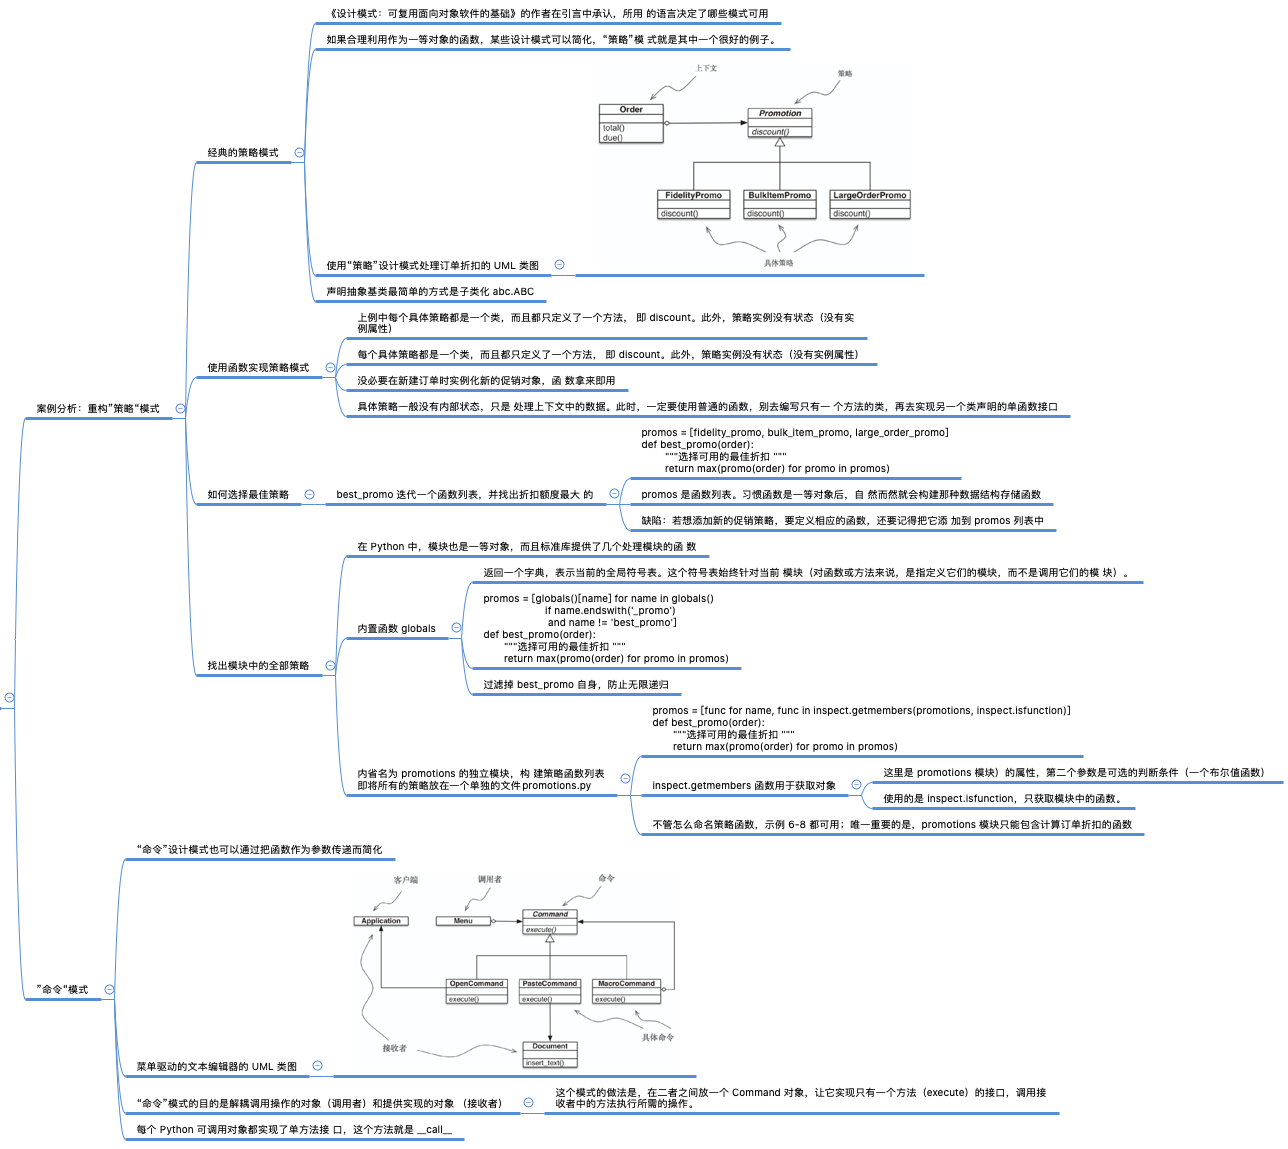 《设计模式：可复用面向对象软件的基础》的作者在引言中承认，所用 的语言决定了哪些模式可用
如果合理利用作为一等对象的函数，某些设计模式可以简化，“策略”模 式就是其中一个很好的例子。
上下文
策略
Order
total()
due()
Promotion
discount()
FidelityPromo
discount()
BulkItemPromo
discount()
LargeOrderPromo
discount()
具体策略
经典的策略模式
使用“策略”设计模式处理订单折扣的 UML 类图
声明抽象基类最简单的方式是子类化 abc.ABC
上例中每个具体策略都是一个类，而且都只定义了一个方法， 即 discount。此外，策略实例没有状态（没有实
例属性）
使用函数实现策略模式
每个具体策略都是一个类，而且都只定义了一个方法， 即 discount。此外，策略实例没有状态（没有实例属性）
没必要在新建订单时实例化新的促销对象，函 数拿来即用
具体策略一般没有内部状态，只是 处理上下文中的数据。此时，一定要使用普通的函数，别去编写只有一 个方法的类，再去实现另一个类声明的单函数接口
案例分析：重构”策略“模式
promos = [fidelity_promo, bulk_item_promo, large_order_promo]
def best_promo(order):
"""选择可用的最佳折扣 """
return max(promo(order) for promo in promos)
如何选择最佳策略
best_promo 迭代一个函数列表，并找出折扣额度最大 的
promos 是函数列表。习惯函数是一等对象后，自 然而然就会构建那种数据结构存储函数
缺陷：若想添加新的促销策略，要定义相应的函数，还要记得把它添 加到 promos 列表中
在 Python 中，模块也是一等对象，而且标准库提供了几个处理模块的函 数
返回一个字典，表示当前的全局符号表。这个符号表始终针对当前 模块（对函数或方法来说，是指定义它们的模块，而不是调用它们的模 块）。
promos = [globals()[name] for name in globals()
if name.endswith('_promo')
and name != 'best_promo']
def best_promo(order):
"""选择可用的最佳折扣 """
return max(promo(order) for promo in promos)
内置函数 globals
过滤掉 best_promo 自身，防止无限递归
找出模块中的全部策略
promos = [func for name, func in inspect.getmembers(promotions, inspect.isfunction)]
def best_promo(order):
"""选择可用的最佳折扣 """
return max(promo(order) for promo in promos)
内省名为 promotions 的独立模块，构 建策略函数列表
即将所有的策略放在一个单独的文件promotions.py
inspect.getmembers 函数用于获取对象
这里是 promotions 模块）的属性，第二个参数是可选的判断条件（一个布尔值函数）
使用的是 inspect.isfunction，只获取模块中的函数。
不管怎么命名策略函数，示例 6-8 都可用；唯一重要的是，promotions 模块只能包含计算订单折扣的函数
“命令”设计模式也可以通过把函数作为参数传递而简化
客户端
调用者
命令
Application
Menu
Command
execute()
OpenCommand
execute()
PasteCommand
execute()
MacroCommand
execute()
具体命令
接收者
Document
insert_text()
”命令“模式
菜单驱动的文本编辑器的 UML 类图
“命令”模式的目的是解耦调用操作的对象（调用者）和提供实现的对象 （接收者）
这个模式的做法是，在二者之间放一个 Command 对象，让它实现只有一个方法（execute）的接口，调用接
收者中的方法执行所需的操作。
每个 Python 可调用对象都实现了单方法接 口，这个方法就是 __call__